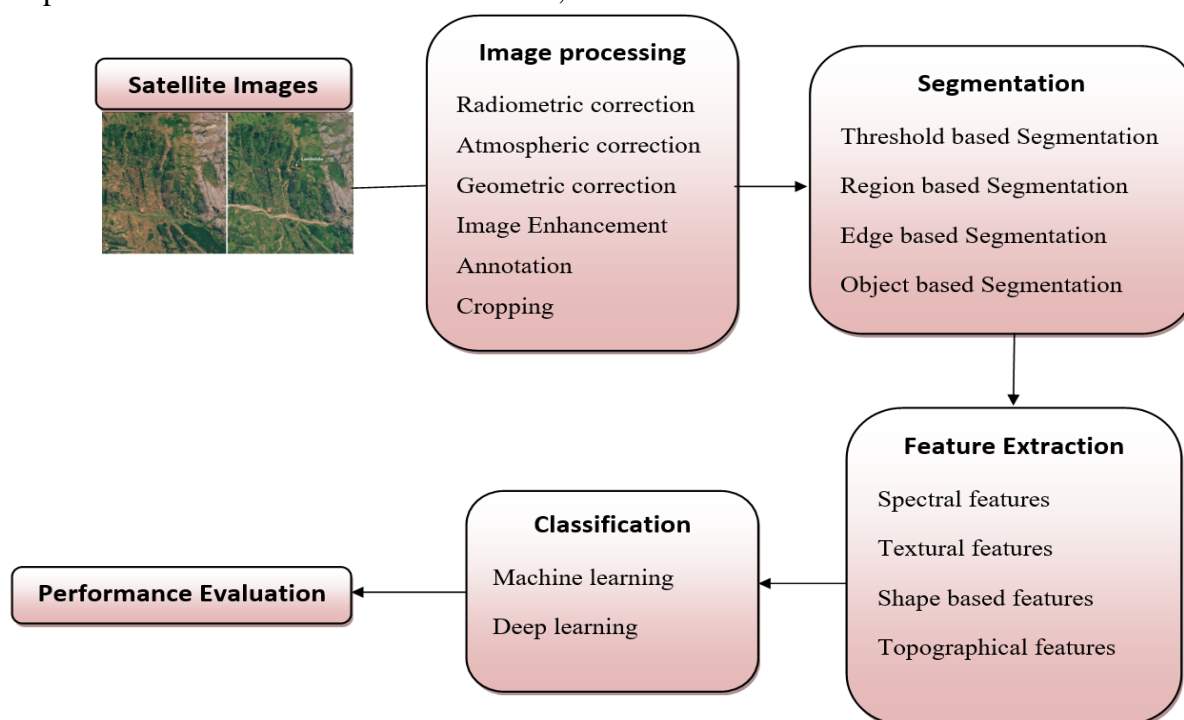 Satellite Images
Image processing
Radiometric correction
Atmospheric correction
Geometric correction
Image Enhancement
Annotation
Cropping
Segmentation
Threshold based Segmentation
Region based Segmentation
Edge based Segmentation
Object based Segmentation
Feature Extraction
Spectral features
Textural features
Shape based features
Topographical features
Classification
Machine learning
Deep learning
Performance Evaluation